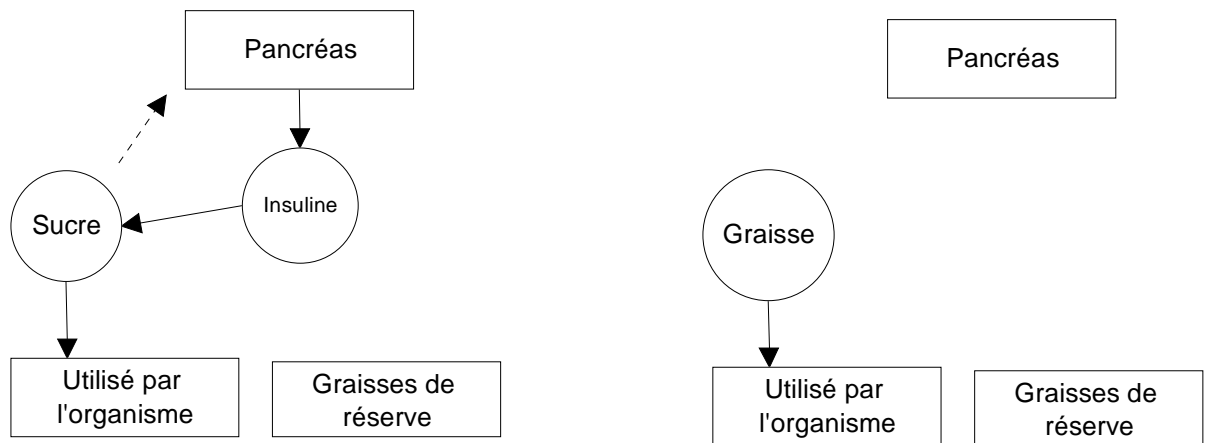 Pancréas
Insuline
Sucre
Utilisé par
l'organisme
Graisses de
réserve
Pancréas
Graisse
Utilisé par
l'organisme
Graisses de
réserve